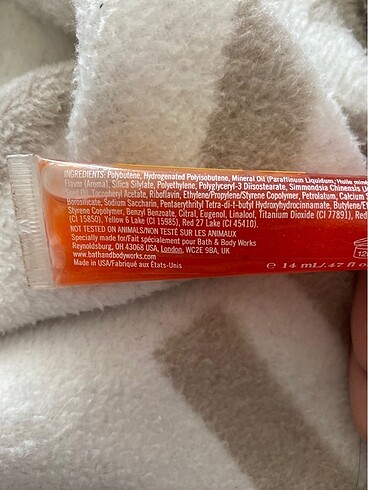 INGREDIENTS: Polybutene, Hydrogenated Polyisobutene, Mineral Oil (Paraffinum Liquidum, Huile
Flavor (Aroma), Silica Silylate, Polyethylene, Polyglyceryl-3 Diisostearate, Simmondsia Chinensis
Seed Oil, Tocopheryl Acetate, Riboflavin, Ethylene/Propylene/Styrene Copolymer, Petrolatum, Calcium
Borosilicate, Sodium Saccharin, Pentaerythrityl Tetra-di-t-butyl Hydroxyhydrocinnamate, Butylene/
Styrene Copolymer, Benzyl Benzoate, Citral, Eugenol, Linalool, Titanium Dioxide (CI 77891), Red
(CI 15850), Yellow 6 Lake (CI 15985), Red 27 Lake (CI 45410).
NOT TESTED ON ANIMALS/NON TESTÉ SUR LES ANIMAUX
Specially made for/Fait spécialement pour Bath & Body Works
Reynoldsburg, OH 43068 USA, London, WC2E 9BA, UK
www.bathandbodyworks.com
Made in USA/Fabriqué aux États-Unis
e 14 mL/.47 fl